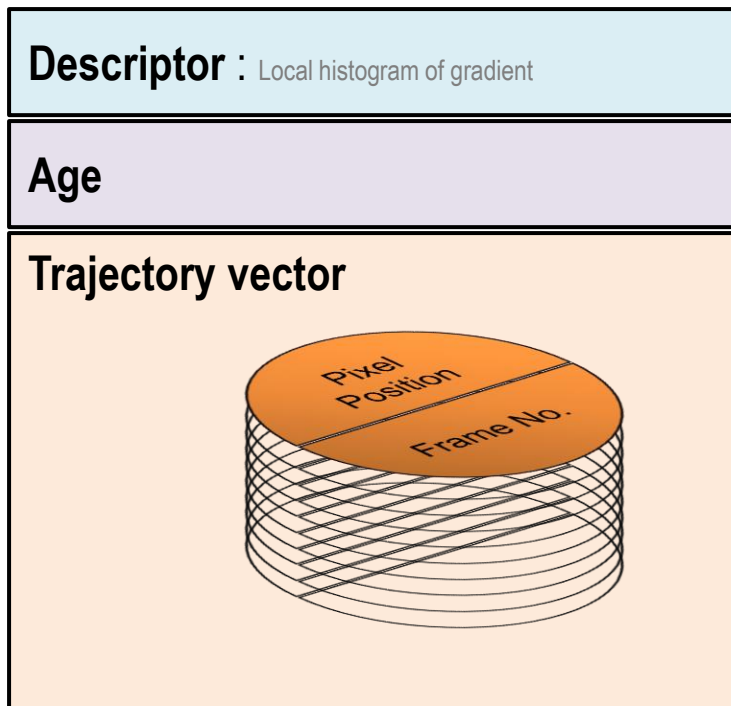 Descriptor : Local histogram of gradient
Age
Trajectory vector
Pixel
Position
Frame No.